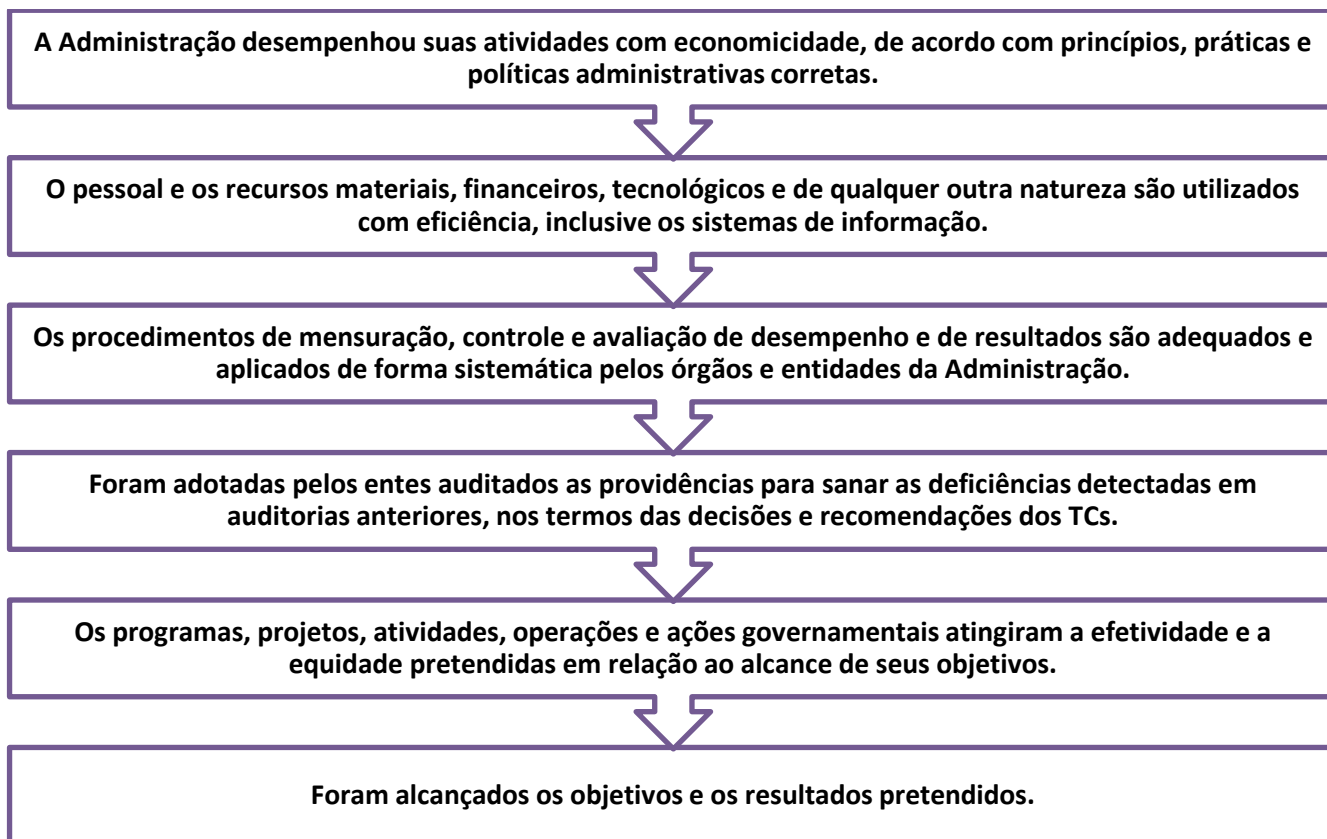 A Administração desempenhou suas atividades com economicidade, de acordo com princípios, práticas e
políticas administrativas corretas.
O pessoal e os recursos materiais, financeiros, tecnológicos e de qualquer outra natureza são utilizados
com eficiência, inclusive os sistemas de informação.
Os procedimentos de mensuração, controle e avaliação de desempenho e de resultados são adequados e
aplicados de forma sistemática pelos órgãos e entidades da Administração.
Foram adotadas pelos entes auditados as providências para sanar as deficiências detectadas em
auditorias anteriores, nos termos das decisões e recomendações dos TCs.
Os programas, projetos, atividades, operações e ações governamentais atingiram a efetividade e a
equidade pretendidas em relação ao alcance de seus objetivos.
Foram alcançados os objetivos e os resultados pretendidos.